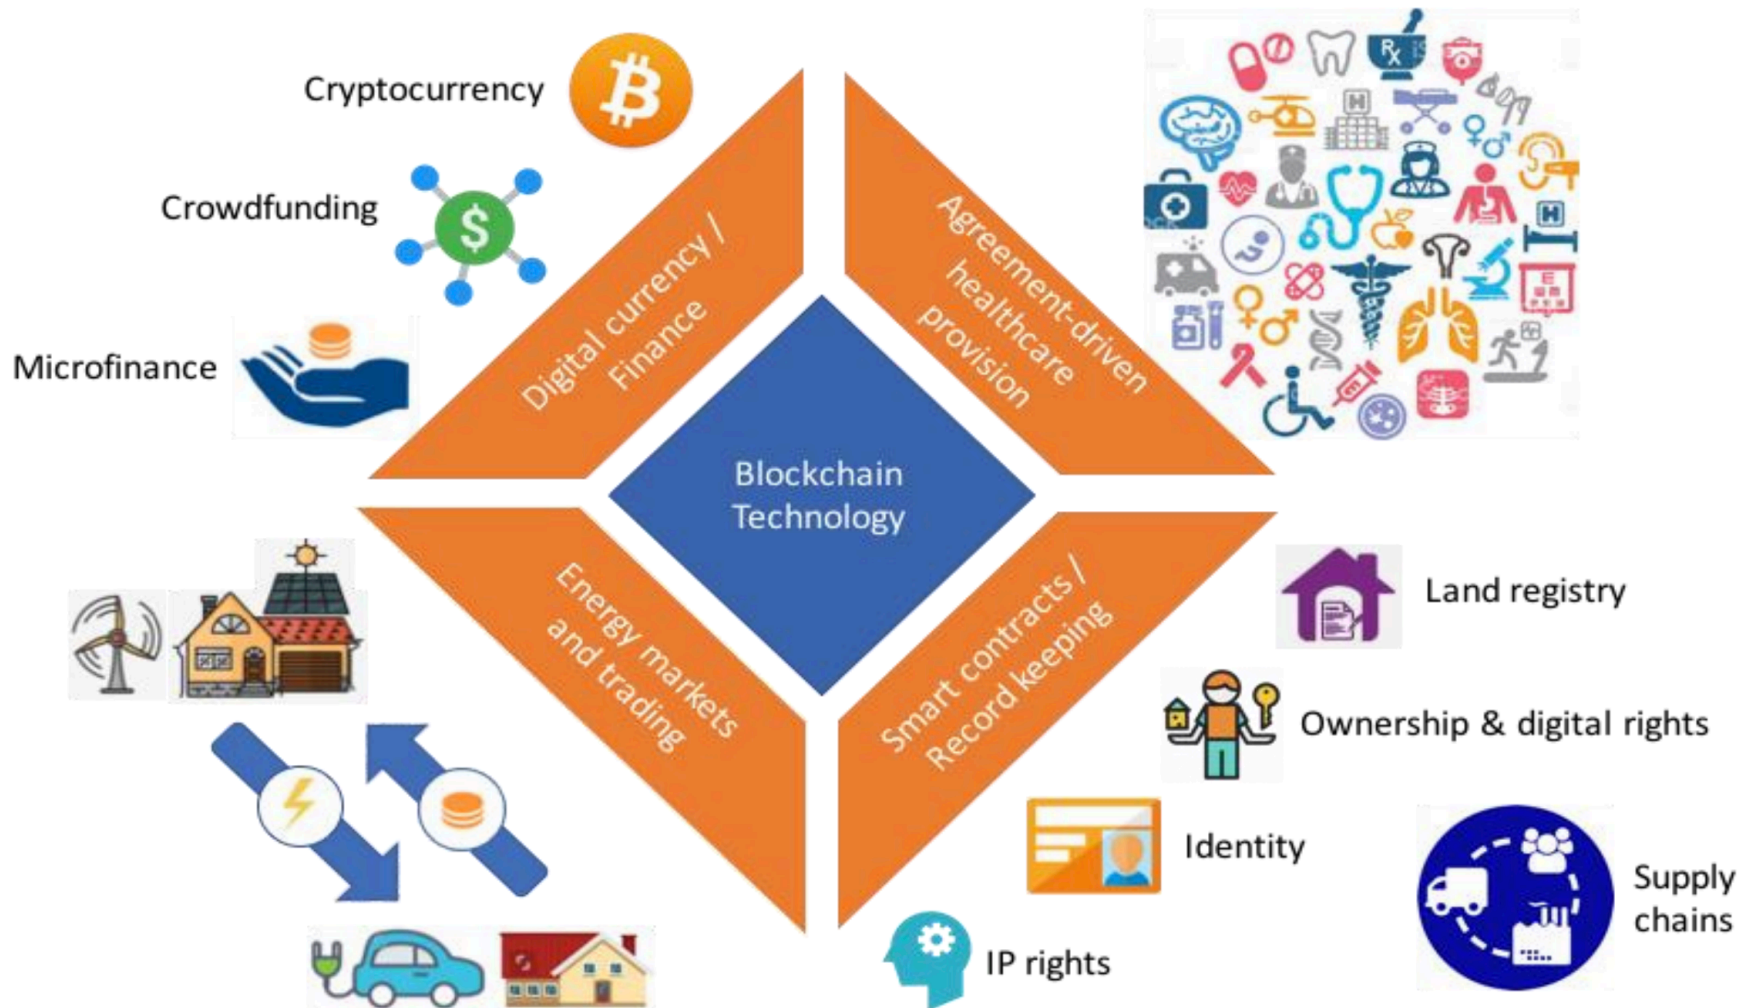 Cryptocurrency
Crowdfunding
Microfinance
Digital currency /
Finance
Agreement-driven
healthcare
provision
Blockchain
Technology
Energy markets
and trading
Smart contracts /
Record keeping
Land registry
Ownership & digital rights
Identity
IP rights
Supply
chains
$
RX
H
H
E